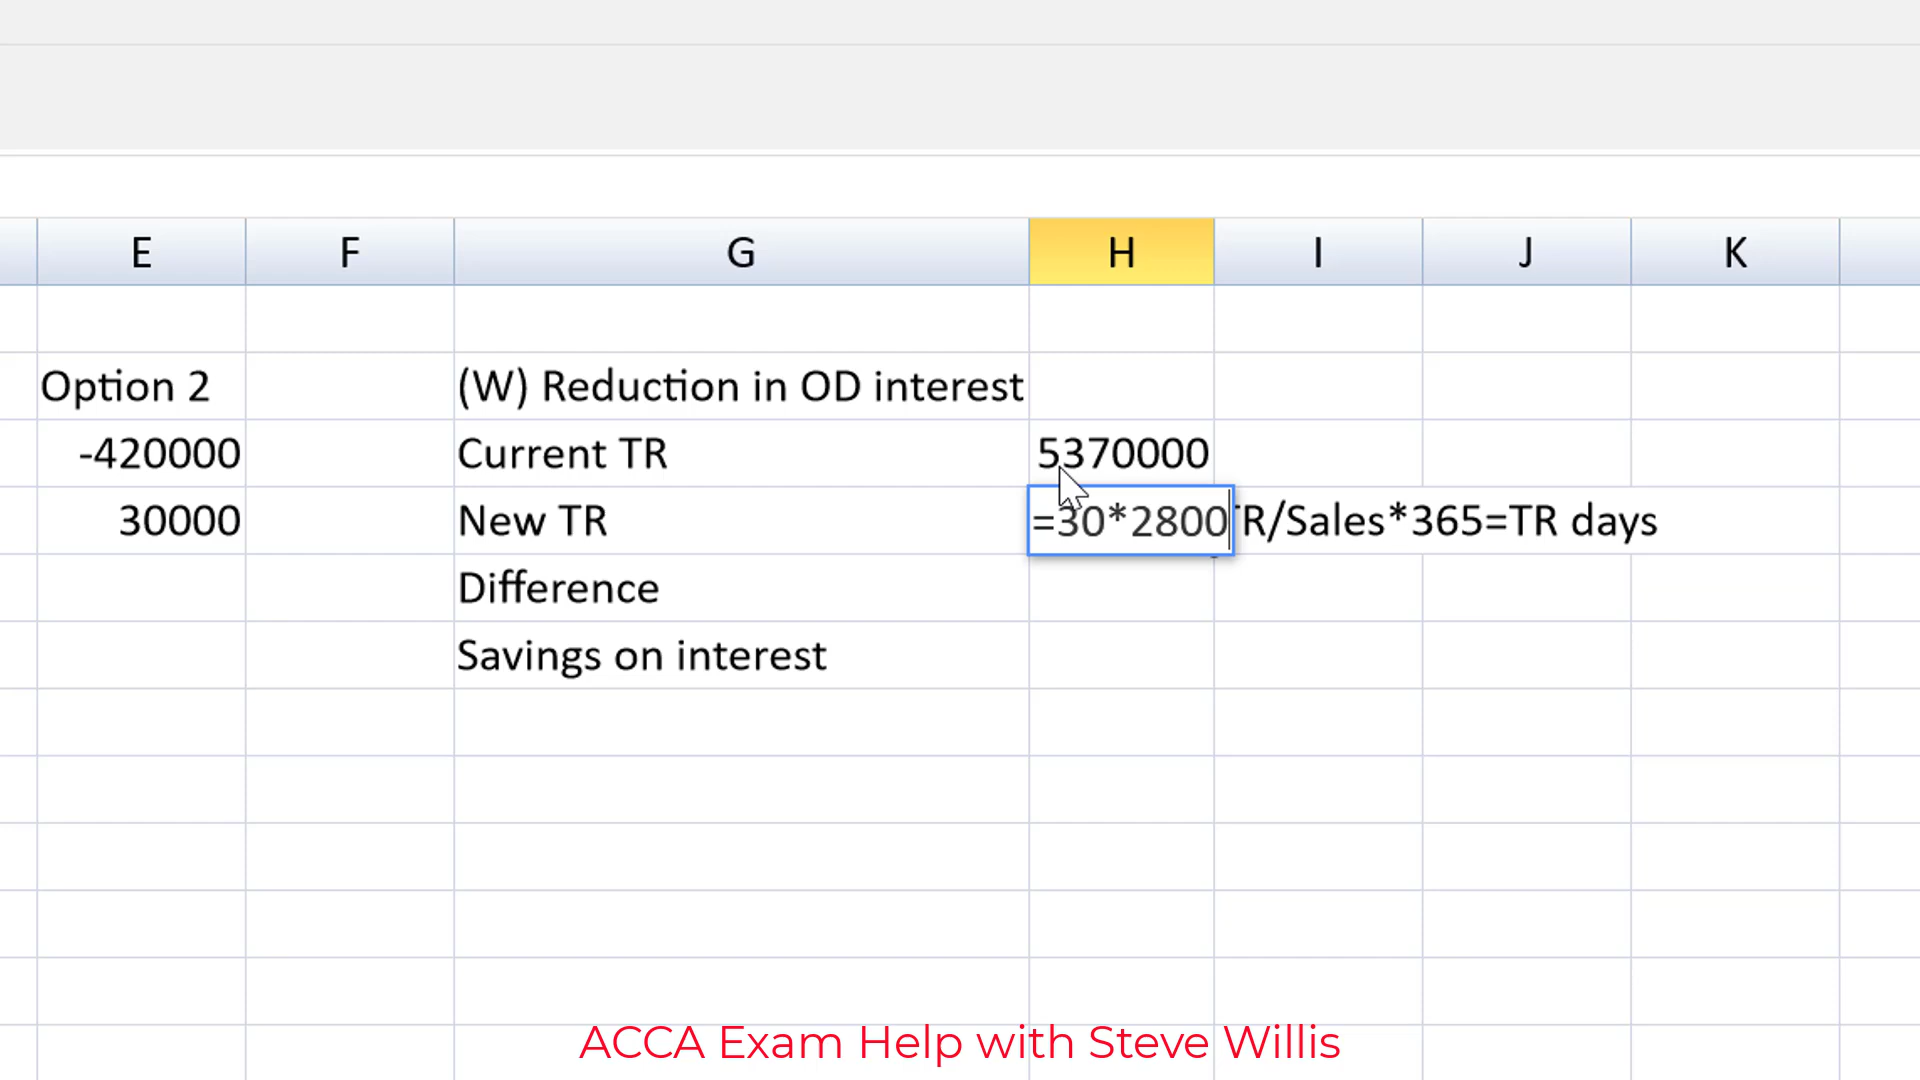 E F G H I J K
Option 2 (W) Reduction in OD interest
-420000 Current TR 5370000
30000 New TR =30*2800 TR/Sales*365=TR days
Difference
Savings on interest
ACCA Exam Help with Steve Willis